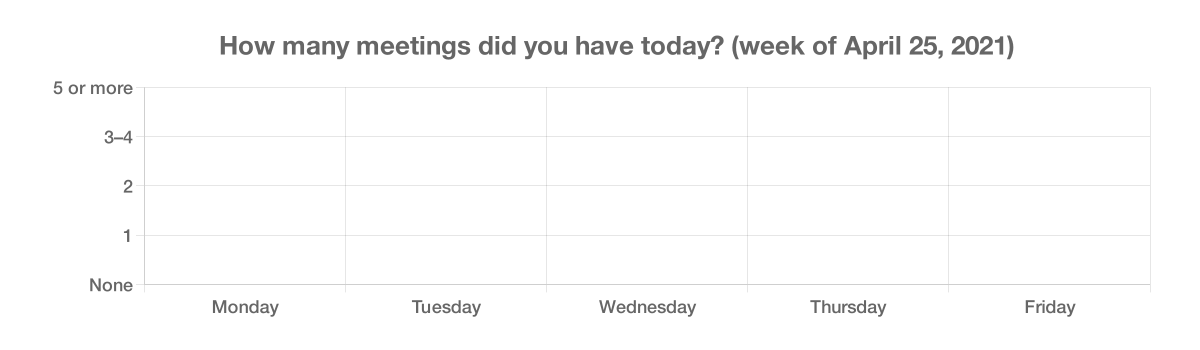 How many meetings did you have today? (week of April 25, 2021)
5 or more
3–4
2
1
None
Monday Tuesday Wednesday Thursday Friday